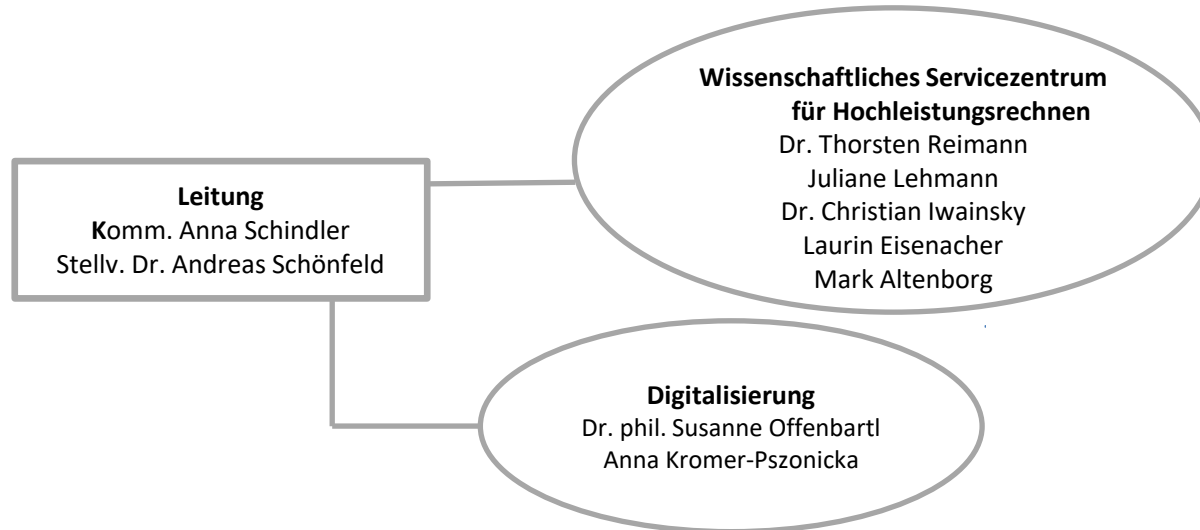 Wissenschaftliches Servicezentrum
für Hochleistungsrechnen
Dr. Thorsten Reimann
Juliane Lehmann
Dr. Christian Iwainsky
Laurin Eisenacher
Mark Altenborg
Leitung
Komm. Anna Schindler
Stellv. Dr. Andreas Schönfeld
Digitalisierung
Dr. phil. Susanne Offenbartl
Anna Kromer-Pszonicka